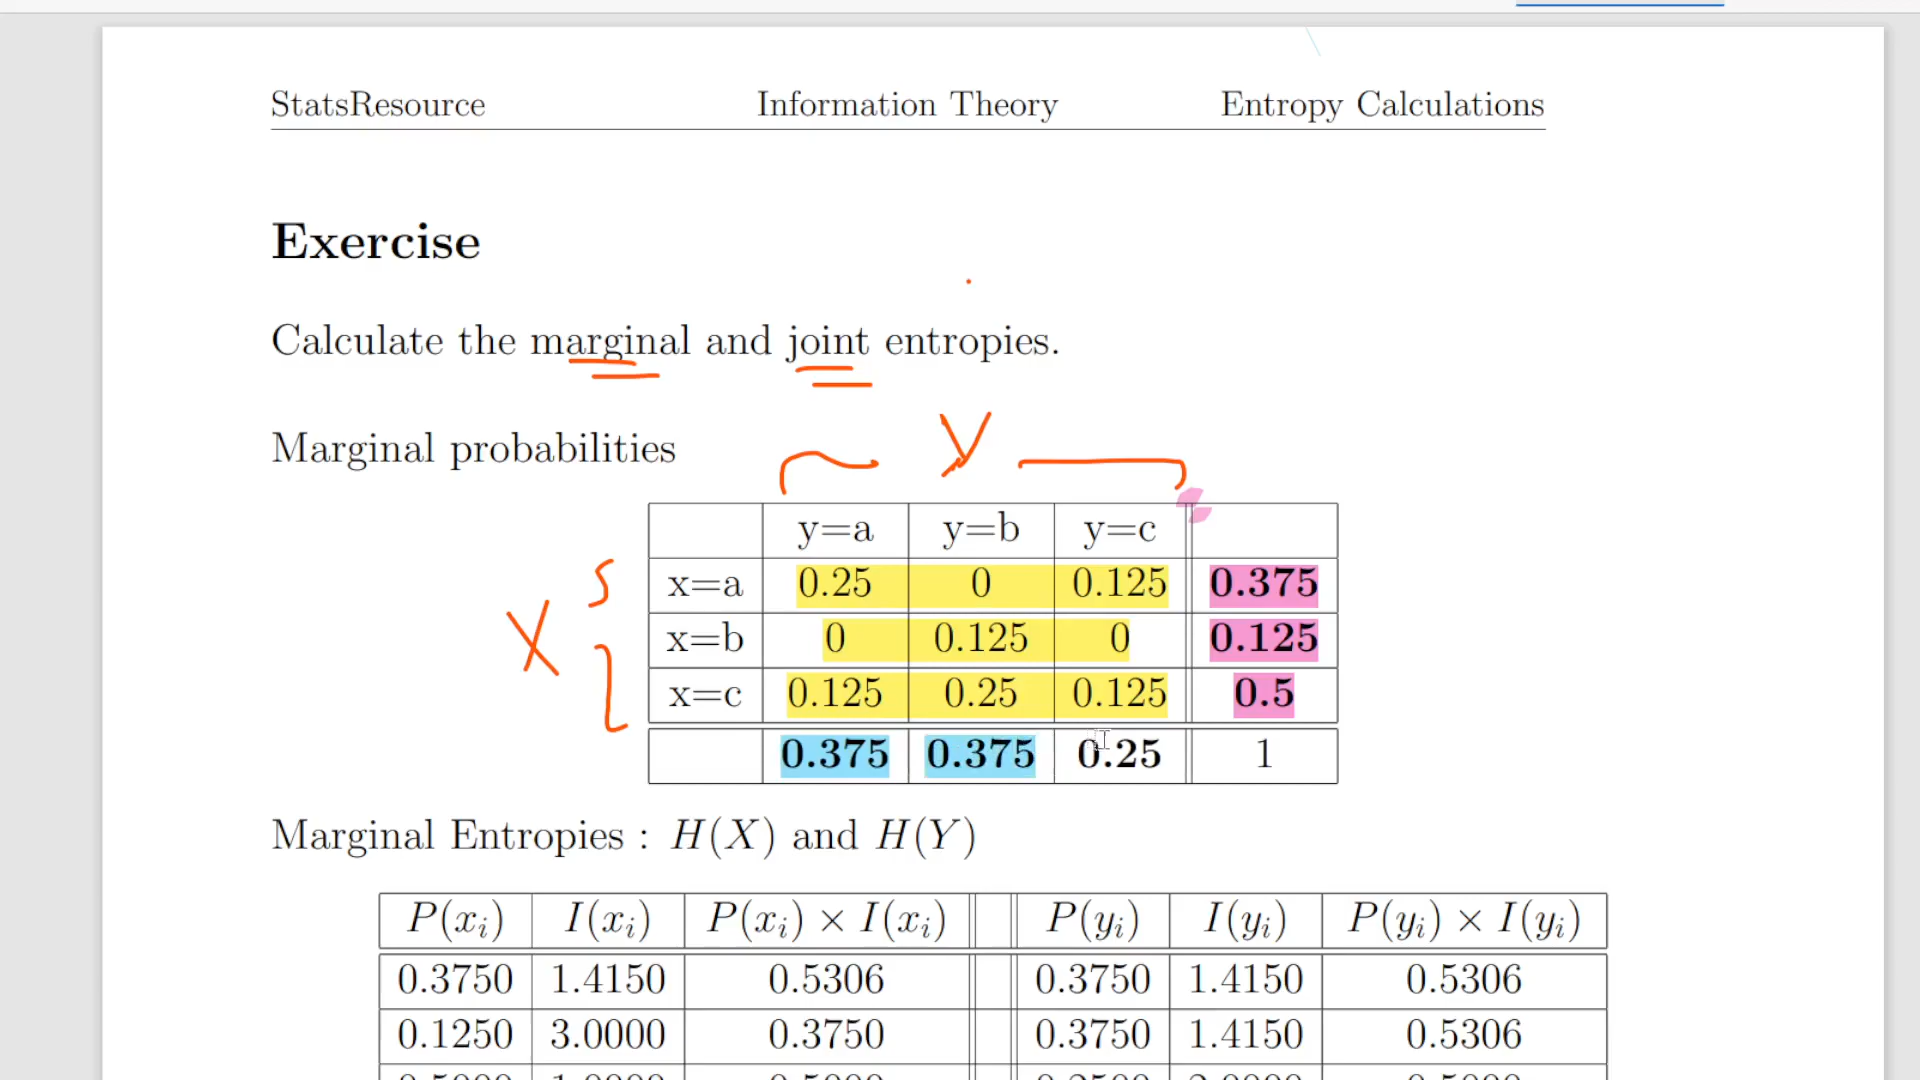 StatsResource Information Theory Entropy Calculations
Exercise
Calculate the marginal and joint entropies.
Y
Marginal probabilities
y=a y=b y=c
x=a 0.25 0 0.125 0.375
X
x=b 0 0.125 0 0.125
x=c 0.125 0.25 0.125 0.5
0.375 0.375 0.25 1
Marginal Entropies : H(X) and H(Y)
P(xᵢ) I(xᵢ) P(xᵢ) × I(xᵢ) P(yᵢ) I(yᵢ) P(yᵢ) × I(yᵢ)
0.3750 1.4150 0.5306 0.3750 1.4150 0.5306
0.1250 3.0000 0.3750 0.3750 1.4150 0.5306